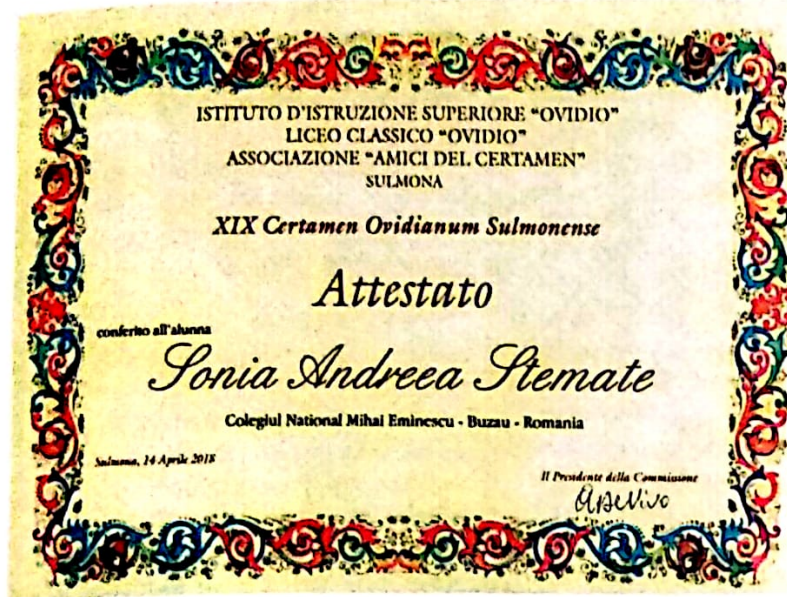 ISTITUTO D'ISTRUZIONE SUPERIORE "OVIDIO"
LICEO CLASSICO "OVIDIO"
ASSOCIAZIONE "AMICI DEL CERTAMEN"
SULMONA
XIX Certamen Ovidianum Sulmonense
Attestato
conferito all'alunna
Sonia Andreea Stemate
Colegiul National Mihai Eminescu - Buzau - Romania
Sulmona, 14 Aprile 2018
Il Presidente della Commissione